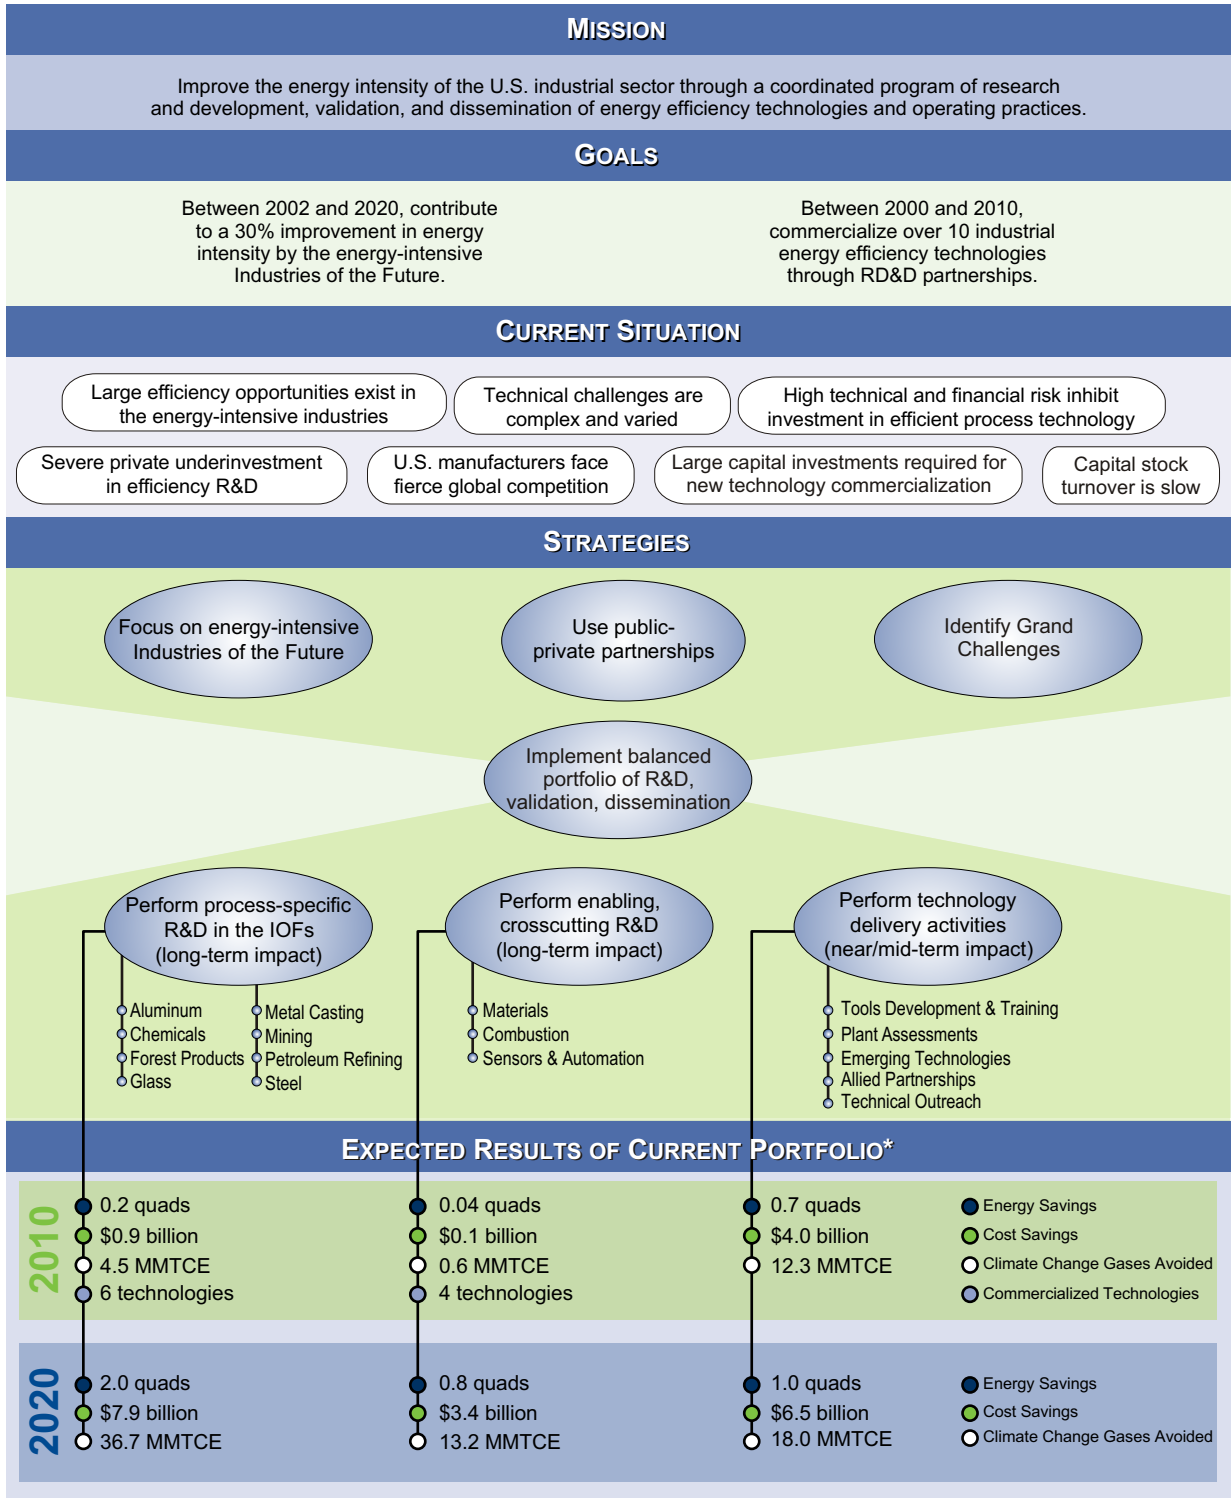 MISSION
Improve the energy intensity of the U.S. industrial sector through a coordinated program of research
and development, validation, and dissemination of energy efficiency technologies and operating practices.
GOALS
Between 2002 and 2020, contribute
to a 30% improvement in energy
intensity by the energy-intensive
Industries of the Future.
Between 2000 and 2010,
commercialize over 10 industrial
energy efficiency technologies
through RD&D partnerships.
CURRENT SITUATION
Large efficiency opportunities exist in
the energy-intensive industries
Technical challenges are
complex and varied
High technical and financial risk inhibit
investment in efficient process technology
Severe private underinvestment
in efficiency R&D
U.S. manufacturers face
fierce global competition
Large capital investments required for
new technology commercialization
Capital stock
turnover is slow
STRATEGIES
Focus on energy-intensive
Industries of the Future
Use public-
private partnerships
Identify Grand
Challenges
Implement balanced
portfolio of R&D,
validation, dissemination
Perform process-specific
R&D in the IOFs
(long-term impact)
Perform enabling,
crosscutting R&D
(long-term impact)
Perform technology
delivery activities
(near/mid-term impact)
Aluminum
Chemicals
Forest Products
Glass
Metal Casting
Mining
Petroleum Refining
Steel
Materials
Combustion
Sensors & Automation
Tools Development & Training
Plant Assessments
Emerging Technologies
Allied Partnerships
Technical Outreach
EXPECTED RESULTS OF CURRENT PORTFOLIO*
2010
0.2 quads
$0.9 billion
4.5 MMTCE
6 technologies
0.04 quads
$0.1 billion
0.6 MMTCE
4 technologies
0.7 quads
$4.0 billion
12.3 MMTCE
Energy Savings
Cost Savings
Climate Change Gases Avoided
Commercialized Technologies
2020
2.0 quads
$7.9 billion
36.7 MMTCE
0.8 quads
$3.4 billion
13.2 MMTCE
1.0 quads
$6.5 billion
18.0 MMTCE
Energy Savings
Cost Savings
Climate Change Gases Avoided